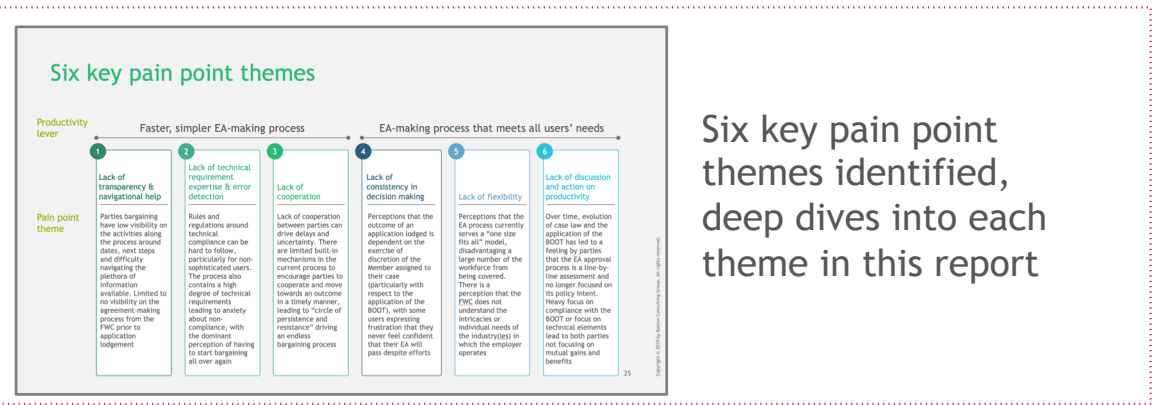 Six key pain point themes
Productivity
lever
Faster, simpler EA-making process
EA-making process that meets all users’ needs
1
Lack of
transparency &
navigational help
2
Lack of technical
requirement
expertise & error
detection
3
Lack of
cooperation
4
Lack of
consistency in
decision making
5
Lack of flexibility
6
Lack of discussion
and action on
productivity
Pain point
theme
Parties bargaining
have low visibility on
the activities along
the process around
dates, next steps
and difficulty
navigating the
plethora of
information
available. Limited to
no visibility on the
agreement-making
process from the
FWC prior to
application
lodgement
Rules and
regulations around
technical
compliance can be
hard to follow,
particularly for non-
sophisticated users.
The process also
contains a high
degree of technical
requirements
leading to anxiety
about non-
compliance, with
the dominant
perception of having
to start bargaining
all over again
Lack of cooperation
between parties can
drive delays and
uncertainty. There
are limited built-in
mechanisms in the
current process to
encourage parties to
cooperate and move
towards an outcome
in a timely manner,
leading to “circle of
persistence and
resistance” driving
an endless
bargaining process
Perceptions that the
outcome of an
application lodged is
dependent on the
exercise of
discretion of the
Member assigned to
their case
(particularly with
respect to the
application of the
BOOT), with some
users expressing
frustration that they
never feel confident
that their EA will
pass despite efforts
Perceptions that the
EA process currently
serves a “one size
fits all” model,
disadvantaging a
large number of the
workforce from
being covered.
There is a
perception that the
FWC does not
understand the
intricacies or
individual needs of
the industry(ies) in
which the employer
operates
Over time, evolution
of case law and the
application of the
BOOT has led to a
feeling by parties
that the EA approval
process is a line-by-
line assessment and
no longer focused on
its policy intent.
Heavy focus on
compliance with the
BOOT or focus on
technical elements
lead to both parties
not focusing on
mutual gains and
benefits
25
Copyright © 2019 by Boston Consulting Group. All rights reserved.
Six key pain point
themes identified,
deep dives into each
theme in this report